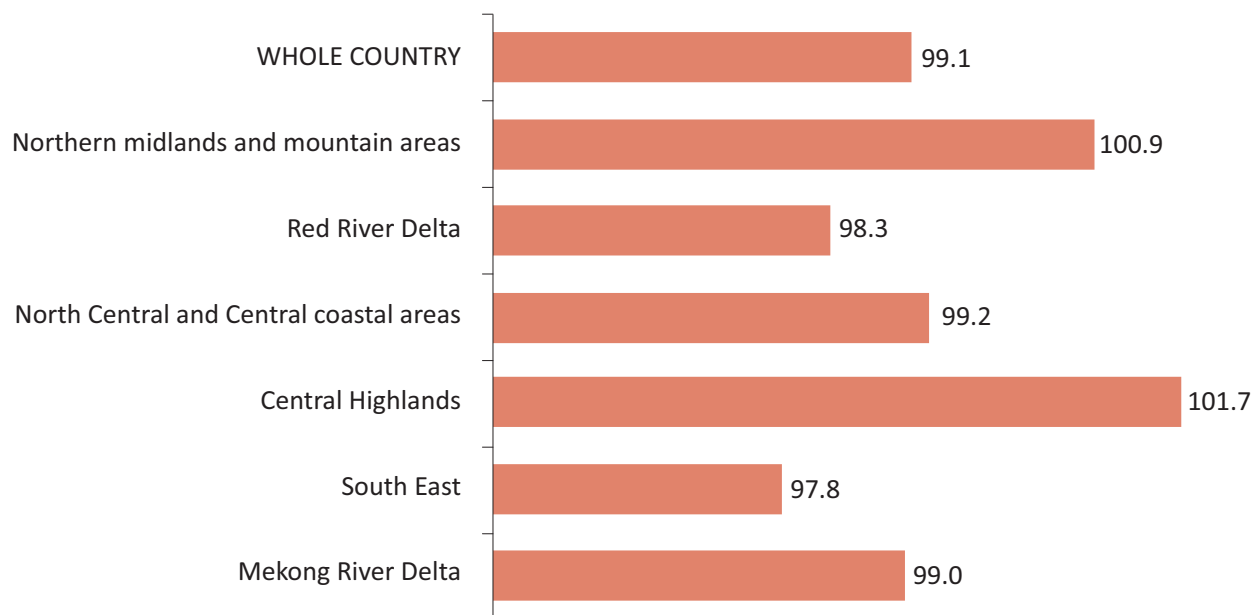 WHOLE COUNTRY 99.1
Northern midlands and mountain areas 100.9
Red River Delta 98.3
North Central and Central coastal areas 99.2
Central Highlands 101.7
South East 97.8
Mekong River Delta 99.0